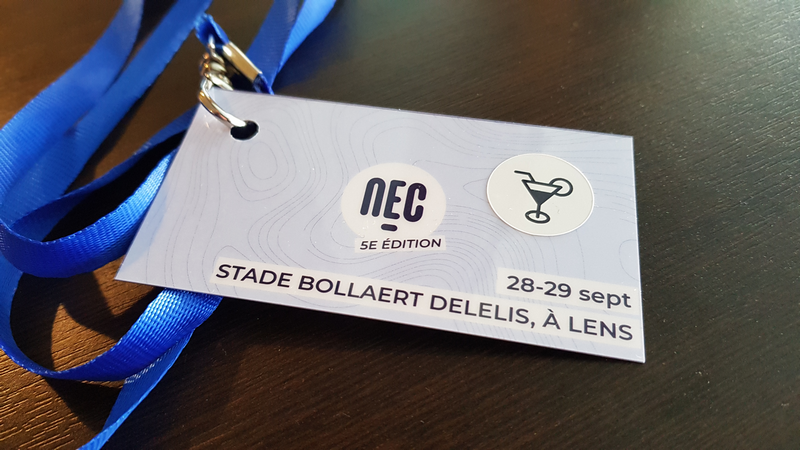 NEC
5E ÉDITION
28-29 sept
STADE BOLLAERT DELELIS, À LENS